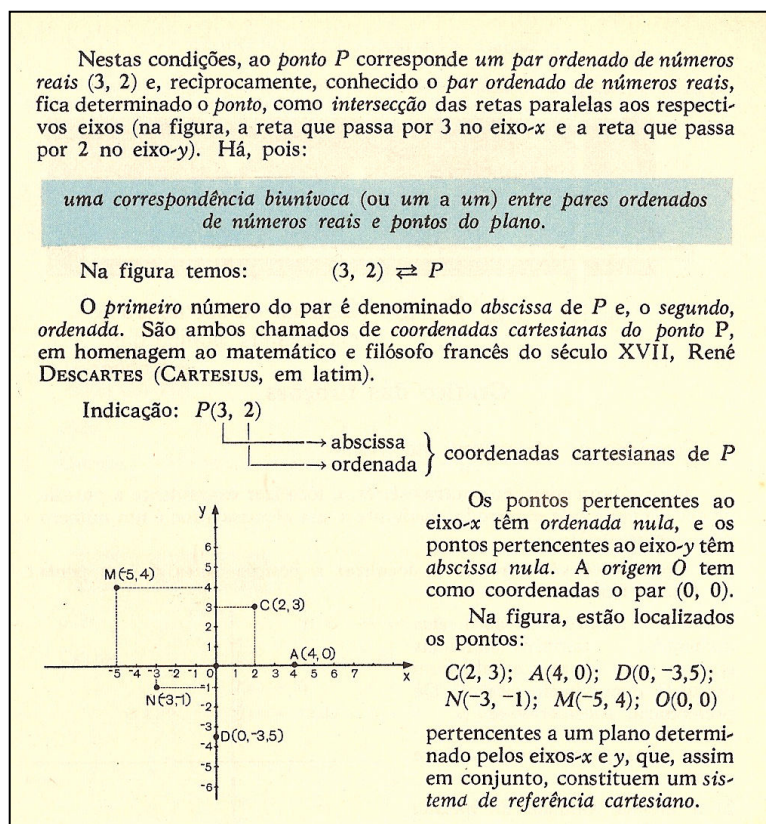 Nestas condições, ao ponto P corresponde um par ordenado de números
reais (3, 2) e, recìprocamente, conhecido o par ordenado de números reais,
fica determinado o ponto, como intersecção das retas paralelas aos respecti-
vos eixos (na figura, a reta que passa por 3 no eixo-x e a reta que passa
por 2 no eixo-y). Há, pois:
uma correspondência biunívoca (ou um a um) entre pares ordenados
de números reais e pontos do plano.
Na figura temos: (3, 2) ⇄ P
O primeiro número do par é denominado abscissa de P e, o segundo,
ordenada. São ambos chamados de coordenadas cartesianas do ponto P,
em homenagem ao matemático e filósofo francês do século XVII, René
DESCARTES (CARTESIUS, em latim).
Indicação: P(3, 2)
→ abscissa
→ ordenada } coordenadas cartesianas de P
Os pontos pertencentes ao
eixo-x têm ordenada nula, e os
pontos pertencentes ao eixo-y têm
abscissa nula. A origem O tem
como coordenadas o par (0, 0).
Na figura, estão localizados
os pontos:
C(2, 3); A(4, 0); D(0, -3,5);
N(-3, -1); M(-5, 4); O(0, 0)
pertencentes a um plano determi-
nado pelos eixos-x e y, que, assim
em conjunto, constituem um sis-
tema de referência cartesiano.
y
6
5
M(-5,4)
4
3
C(2,3)
2
1
A(4,0)
-5 -4 -3 -2 -1 0 1 2 3 4 5 6 7 x
-1
N(-3,-1)
-2
-3
D(0,-3,5)
-4
-5
-6